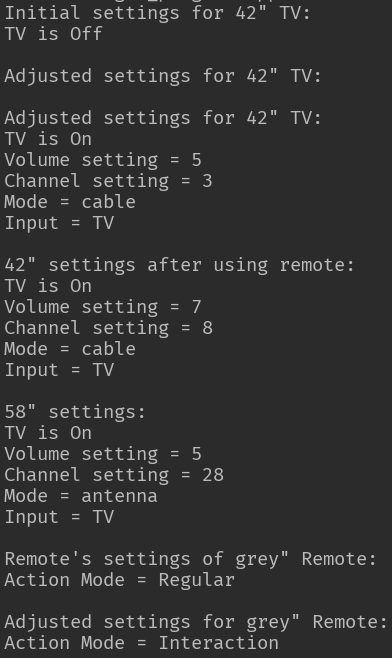 Initial settings for 42" TV:
TV is Off
Adjusted settings for 42" TV:
Adjusted settings for 42" TV:
TV is On
Volume setting = 5
Channel setting = 3
Mode = cable
Input = TV
42" settings after using remote:
TV is On
Volume setting = 7
Channel setting = 8
Mode = cable
Input = TV
58" settings:
TV is On
Volume setting = 5
Channel setting = 28
Mode = antenna
Input = TV
Remote's settings of grey" Remote:
Action Mode = Regular
Adjusted settings for grey" Remote:
Action Mode = Interaction